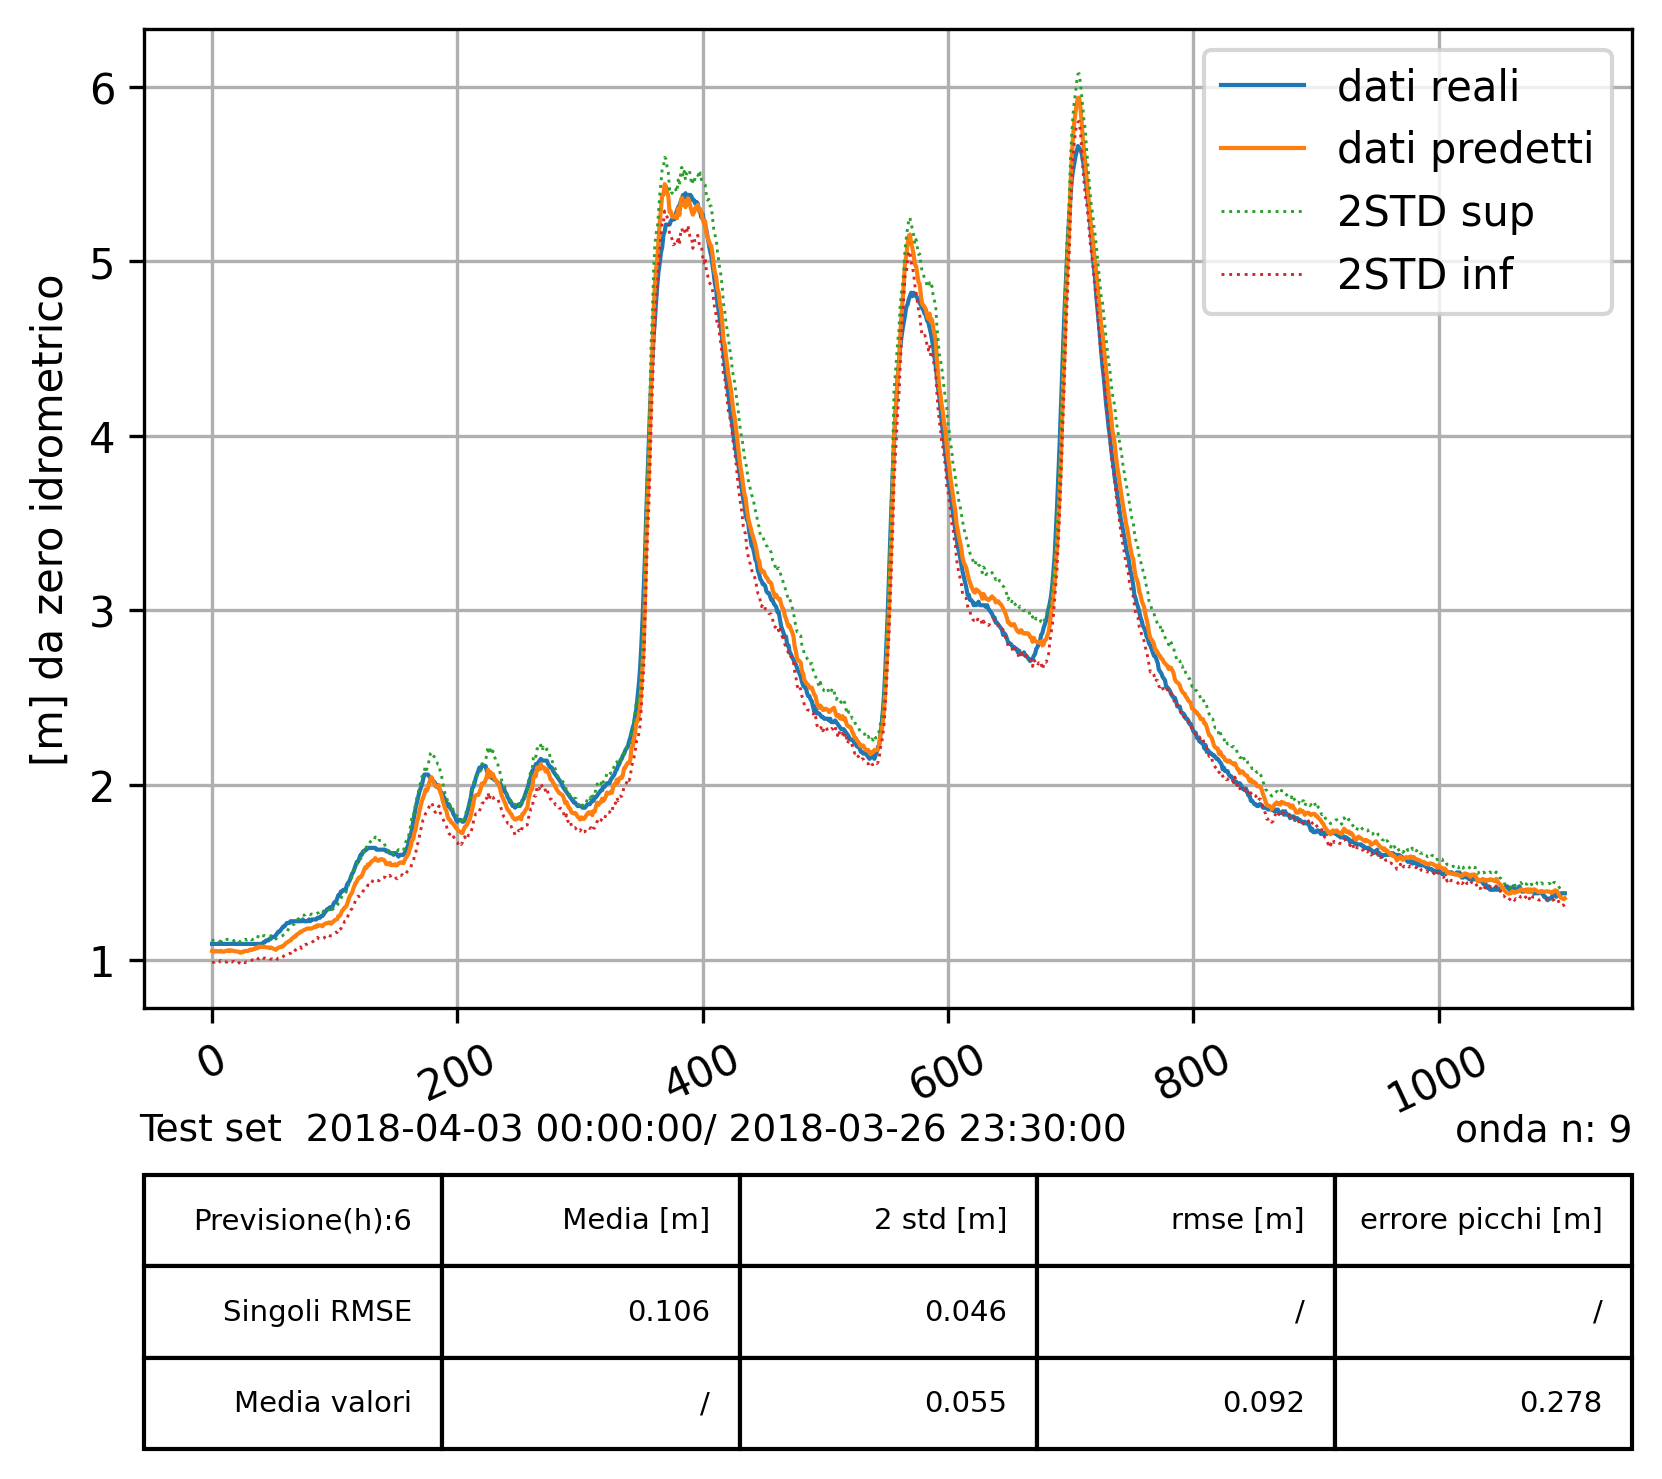 [m] da zero idrometrico
6
5
4
3
2
1
dati reali
dati predetti
2STD sup
2STD inf
0 200 400 600 800 1000
Test set  2018-04-03 00:00:00/ 2018-03-26 23:30:00 onda n: 9
Previsione(h):6 Media [m] 2 std [m] rmse [m] errore picchi [m]
Singoli RMSE 0.106 0.046 / /
Media valori / 0.055 0.092 0.278